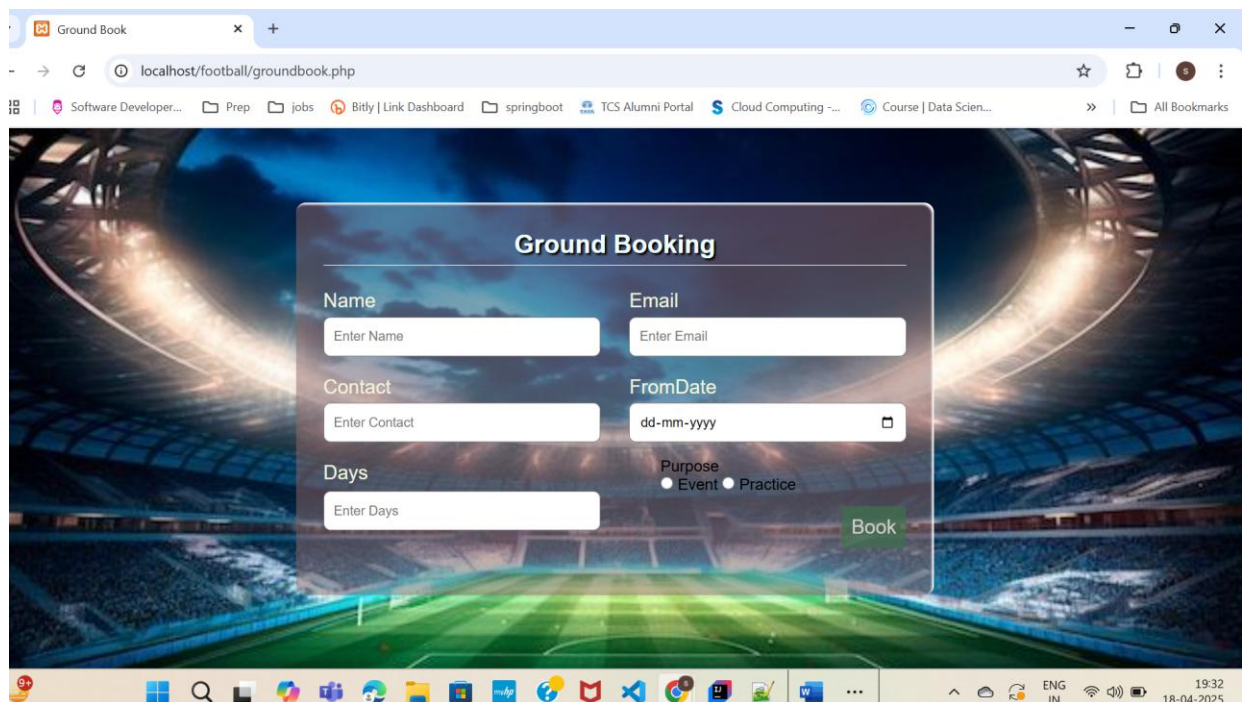 Ground Book
localhost/football/groundbook.php
S
Software Developer... Prep jobs Bitly | Link Dashboard springboot TCS Alumni Portal Cloud Computing -... Course | Data Scien... » All Bookmarks
Ground Booking
Name Email
Enter Name Enter Email
Contact FromDate
Enter Contact dd-mm-yyyy
Days Purpose
Event Practice
Enter Days
Book
9+
ENG 19:32
IN 18-04-2025